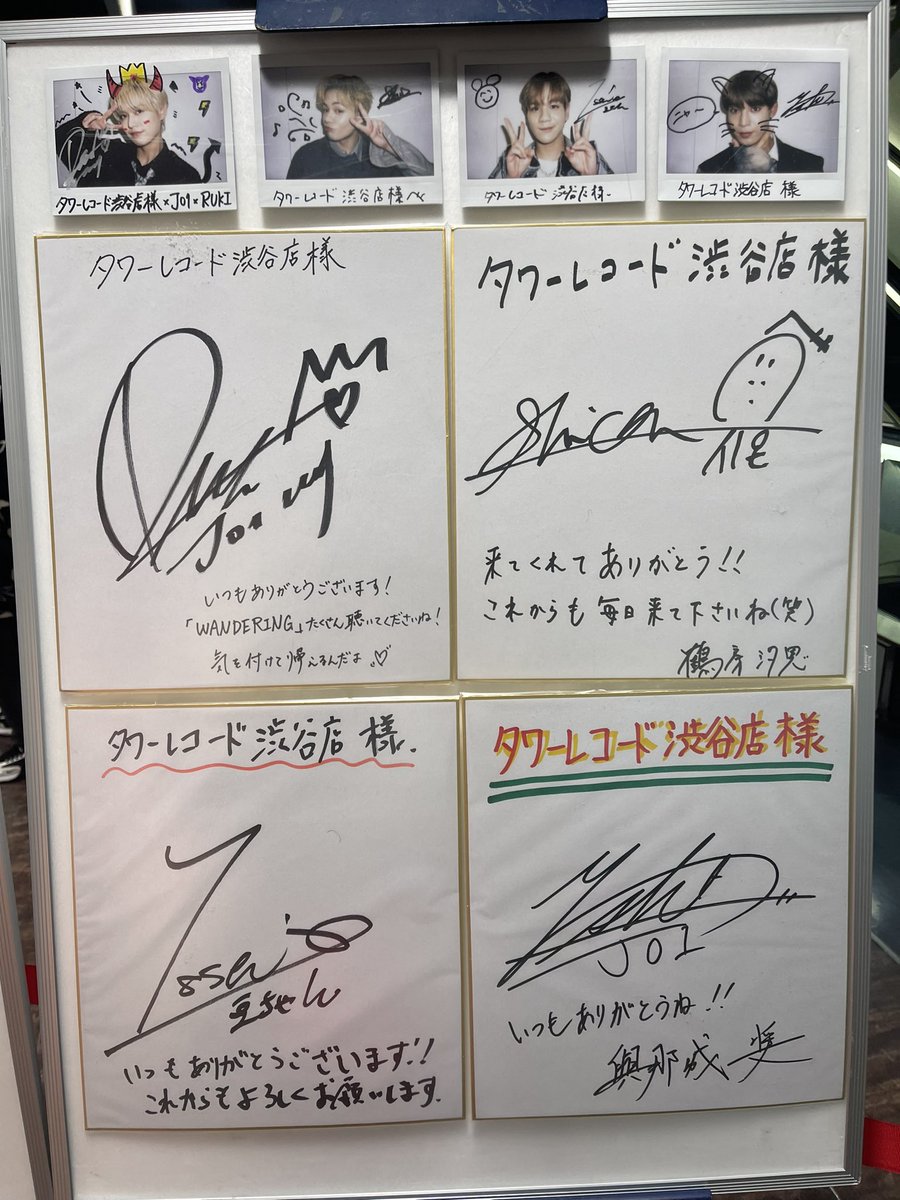 タワーレコード渋谷店様×JO1×RUKI
タワーレコード 渋谷店様へ
タワーレコード 渋谷店様.
ニャー
タワーレコード渋谷店 様
タワーレコード渋谷店様
JO1
いつもありがとうございます!
「WANDERING」たくさん聴いてくださいね!
気を付けて帰えるんだよ♡
タワーレコード 渋谷店 様
Shion
来てくれて ありがとう!!
これからも 毎日 来て下さいね(笑)
鶴房 汐恩
タワーレコード 渋谷店 様.
Issei
豆ちゃん
いつも ありがとうございます!!
これからも よろしく お願いします.
タワーレコード渋谷店 様
JO1
いつもありがとうね!!
與那城 奨